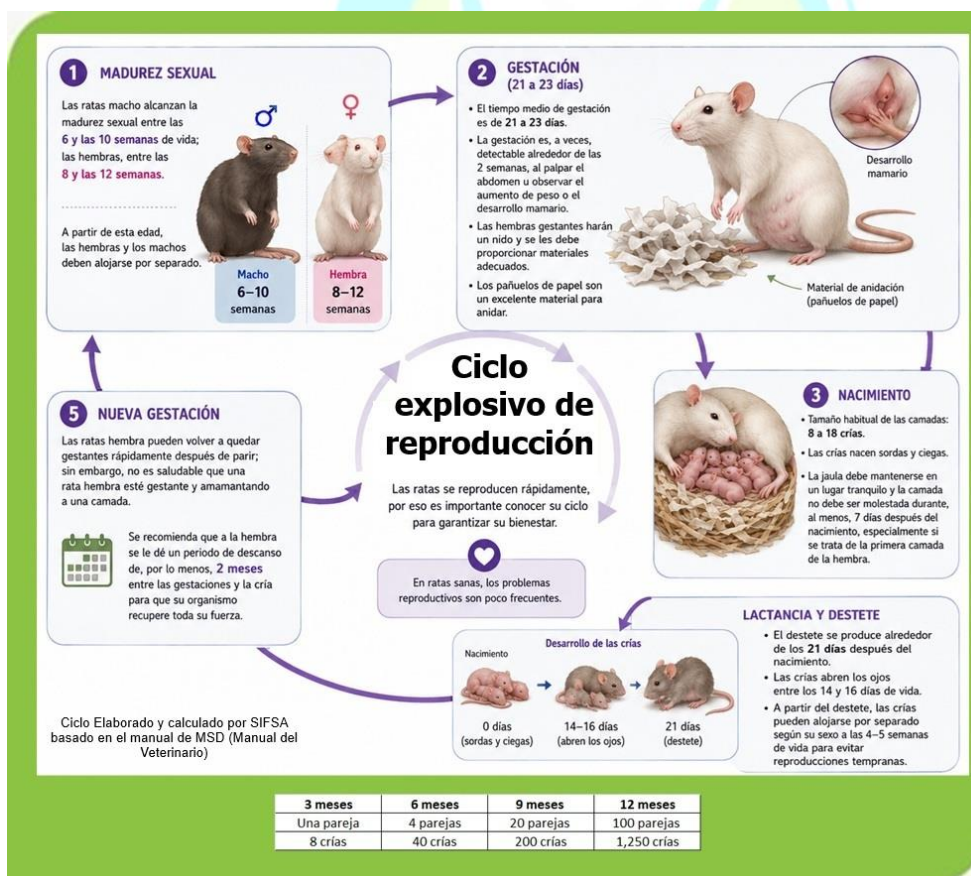 1 MADUREZ SEXUAL
Las ratas macho alcanzan la
madurez sexual entre las
6 y las 10 semanas de vida;
las hembras, entre las
8 y las 12 semanas.
A partir de esta edad,
las hembras y los machos
deben alojarse por separado.
♂
♀
Macho
6–10
semanas
Hembra
8–12
semanas
2 GESTACIÓN
(21 a 23 días)
• El tiempo medio de gestación
es de 21 a 23 días.
• La gestación es, a veces,
detectable alrededor de las
2 semanas, al palpar el
abdomen u observar el
aumento de peso o el
desarrollo mamario.
• Las hembras gestantes harán
un nido y se les debe
proporcionar materiales
adecuados.
• Los pañuelos de papel son
un excelente material para
anidar.
Desarrollo
mamario
Material de anidación
(pañuelos de papel)
Ciclo
explosivo de
reproducción
Las ratas se reproducen rápidamente,
por eso es importante conocer su ciclo
para garantizar su bienestar.
En ratas sanas, los problemas
reproductivos son poco frecuentes.
3 NACIMIENTO
• Tamaño habitual de las camadas:
8 a 18 crías.
• Las crías nacen sordas y ciegas.
• La jaula debe mantenerse en
un lugar tranquilo y la camada
no debe ser molestada durante,
al menos, 7 días después del
nacimiento, especialmente si
se trata de la primera camada
de la hembra.
LACTANCIA Y DESTETE
• El destete se produce alrededor
de los 21 días después del
nacimiento.
• Las crías abren los ojos
entre los 14 y 16 días de vida.
• A partir del destete, las crías
pueden alojarse por separado
según su sexo a las 4–5 semanas
de vida para evitar
reproducciones tempranas.
Desarrollo de las crías
Nacimiento
0 días
(sordas y ciegas)
14–16 días
(abren los ojos)
21 días
(destete)
5 NUEVA GESTACIÓN
Las ratas hembra pueden volver a quedar
gestantes rápidamente después de parir;
sin embargo, no es saludable que una
rata hembra esté gestante y amamantando
a una camada.
Se recomienda que a la hembra
se le dé un periodo de descanso
de, por lo menos, 2 meses
entre las gestaciones y la cría
para que su organismo
recupere toda su fuerza.
Ciclo Elaborado y calculado por SIFSA
basado en el manual de MSD (Manual del
Veterinario)
3 meses 6 meses 9 meses 12 meses
Una pareja 4 parejas 20 parejas 100 parejas
8 crías 40 crías 200 crías 1,250 crías